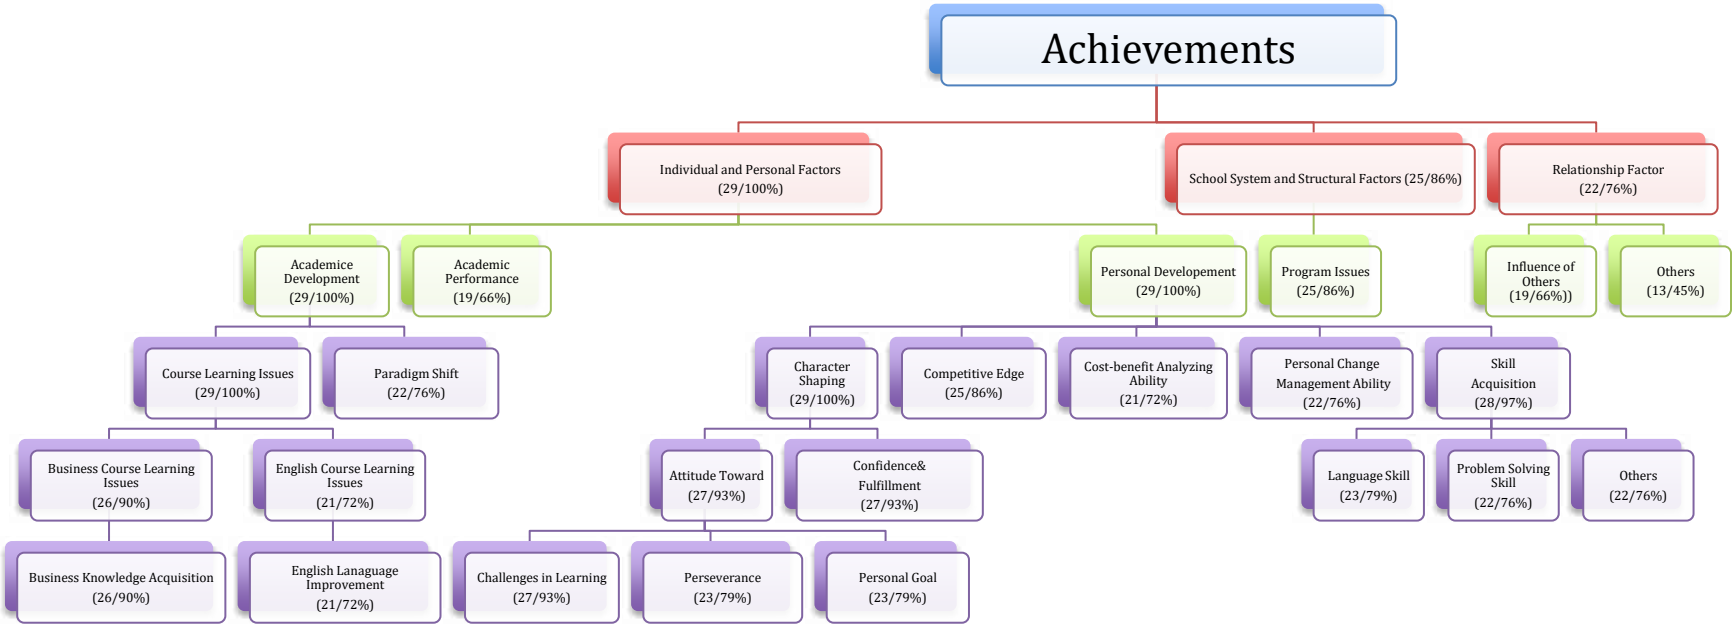 Achievements
Individual and Personal Factors
(29/100%)
School System and Structural Factors (25/86%)
Relationship Factor
(22/76%)
Academice
Development
(29/100%)
Academic
Performance
(19/66%)
Personal Developement
(29/100%)
Program Issues
(25/86%)
Influence of
Others
(19/66%))
Others
(13/45%)
Course Learning Issues
(29/100%)
Paradigm Shift
(22/76%)
Character
Shaping
(29/100%)
Competitive Edge
(25/86%)
Cost-benefit Analyzing
Ability
(21/72%)
Personal Change
Management Ability
(22/76%)
Skill
Acquisition
(28/97%)
Business Course Learning
Issues
(26/90%)
English Course Learning
Issues
(21/72%)
Attitude Toward
(27/93%)
Confidence&
Fulfillment
(27/93%)
Language Skill
(23/79%)
Problem Solving
Skill
(22/76%)
Others
(22/76%)
Business Knowledge Acquisition
(26/90%)
English Lanaguage
Improvement
(21/72%)
Challenges in Learning
(27/93%)
Perseverance
(23/79%)
Personal Goal
(23/79%)